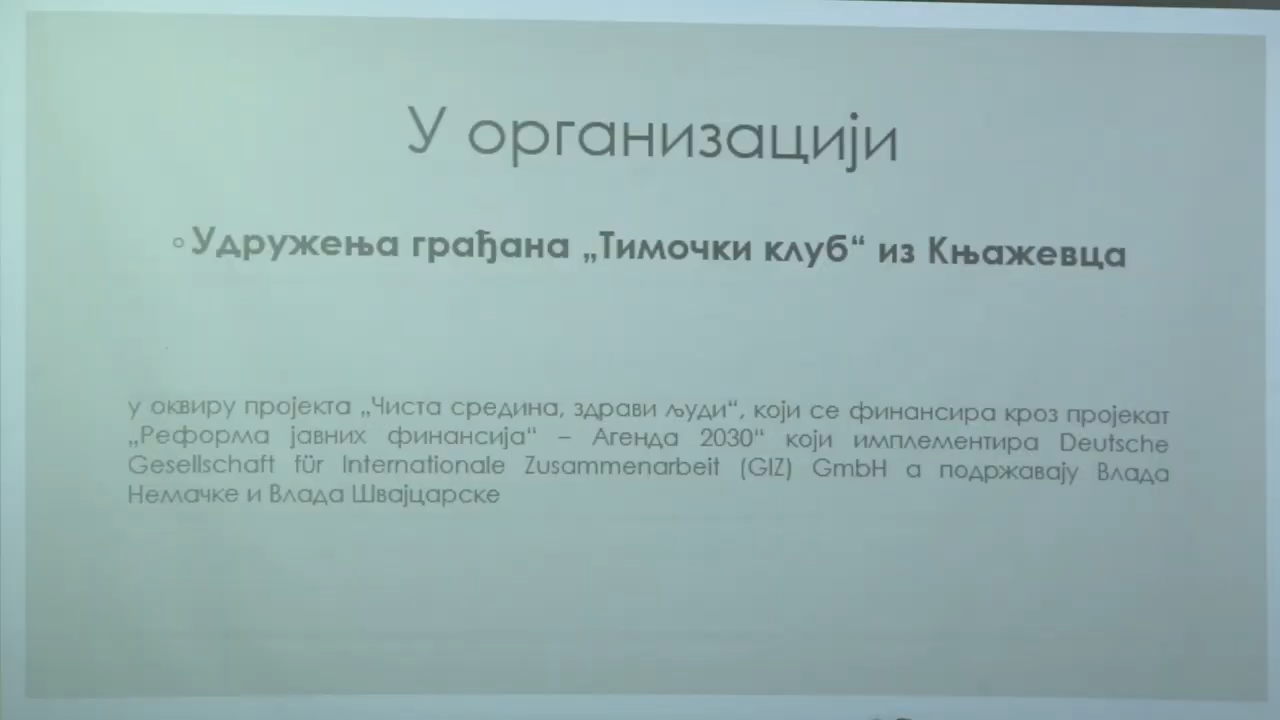 У организацији
◦ Удружења грађана „Тимочки клуб“ из Књажевца
у оквиру пројекта „Чиста средина, здрави људи“, који се финансира кроз пројекат
„Реформа јавних финансија“ – Агенда 2030“ који имплементира Deutsche
Gesellschaft für Internationale Zusammenarbeit (GIZ) GmbH а подржавају Влада
Немачке и Влада Швајцарске